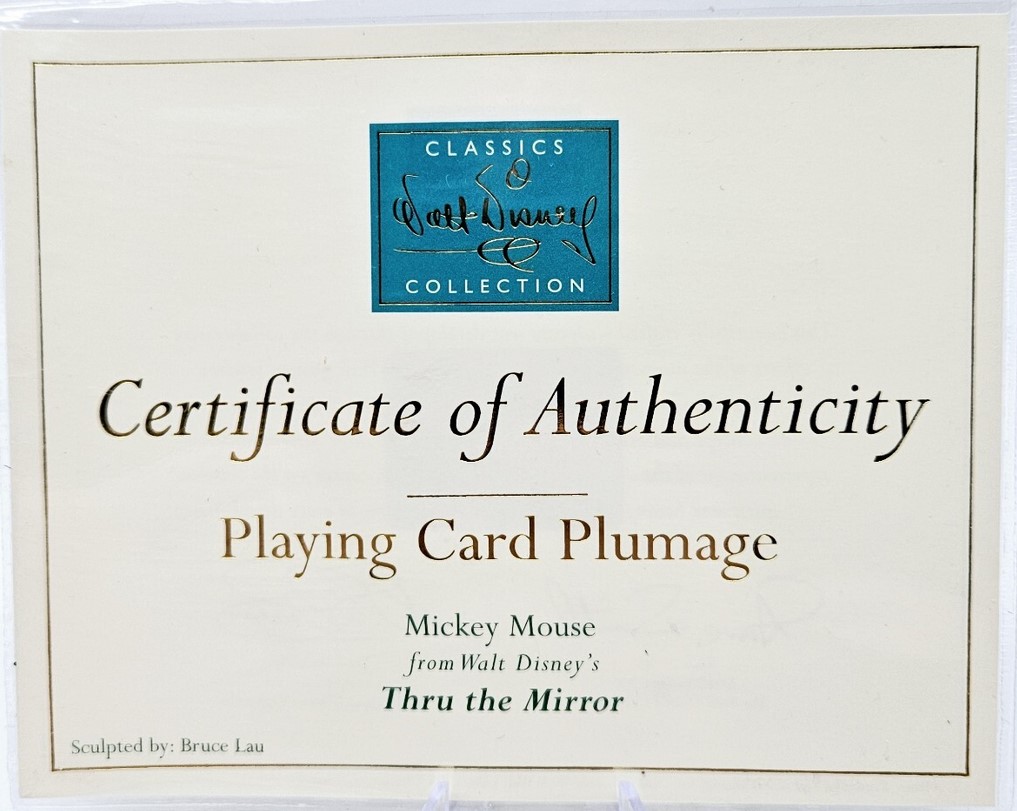 CLASSICS
Walt Disney
COLLECTION
Certificate of Authenticity
Playing Card Plumage
Mickey Mouse
from Walt Disney's
Thru the Mirror
Sculpted by: Bruce Lau